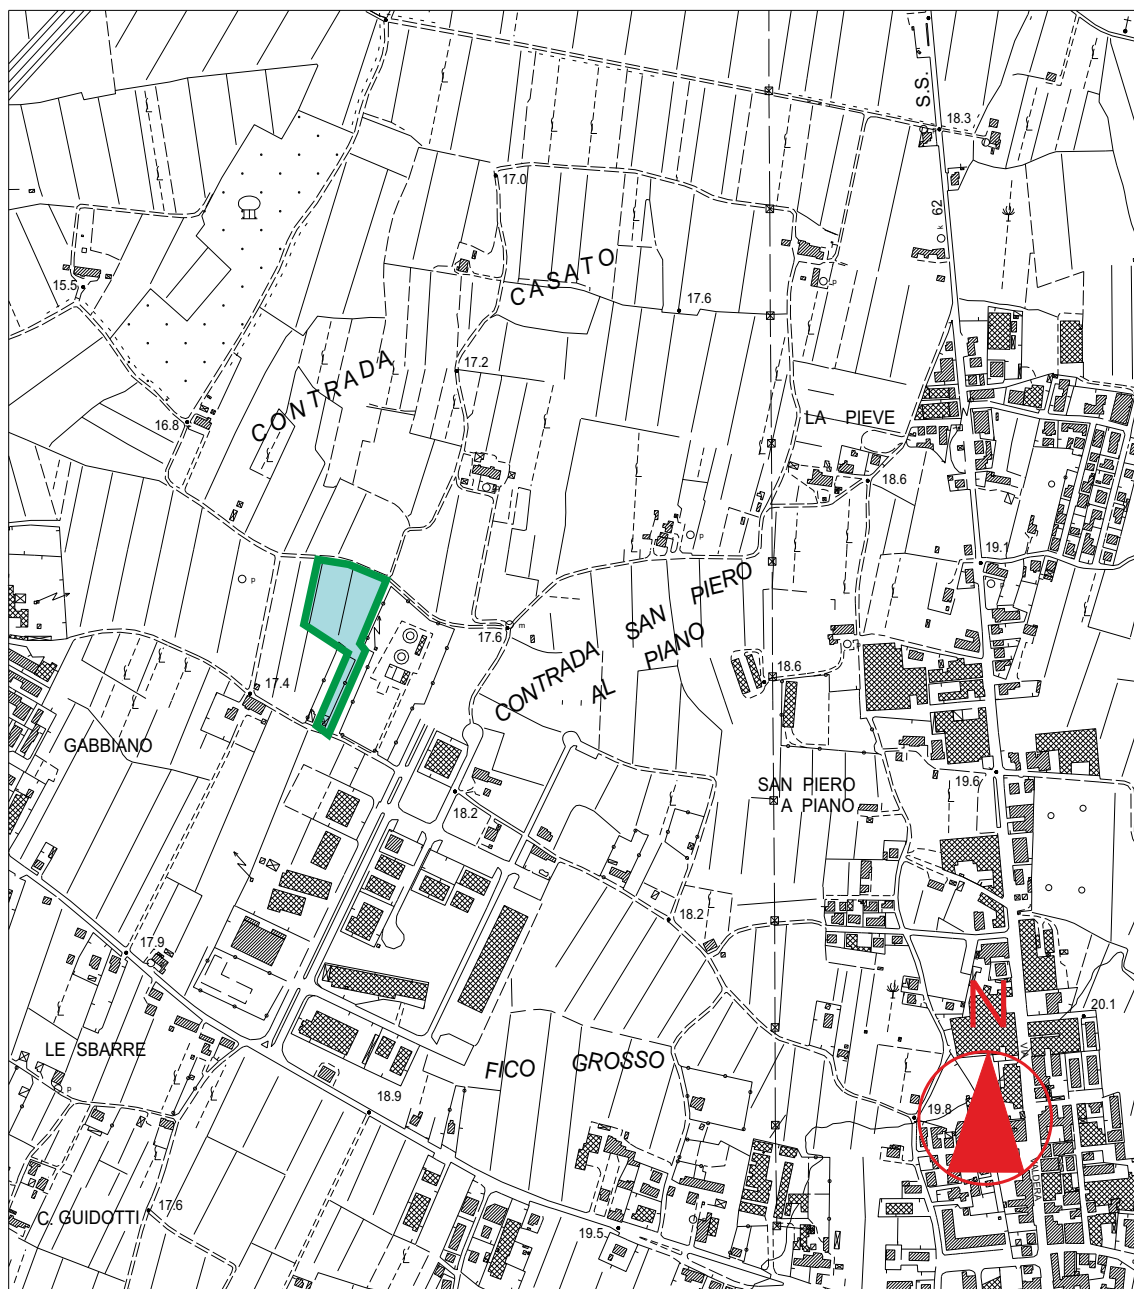 S.S.
18.3
17.0
k 62
CASATO
15.5
p
17.6
17.2
CONTRADA
LA PIEVE
16.8
18.6
p
19.1
p
CONTRADA SAN PIERO
AL PIANO
17.6
m
18.6
17.4
GABBIANO
SAN PIERO
A PIANO
19.6
18.2
18.2
17.9
N
20.1
LE SBARRE
FICO GROSSO
VIA
p
18.9
19.8
C. GUIDOTTI
17.6
19.5